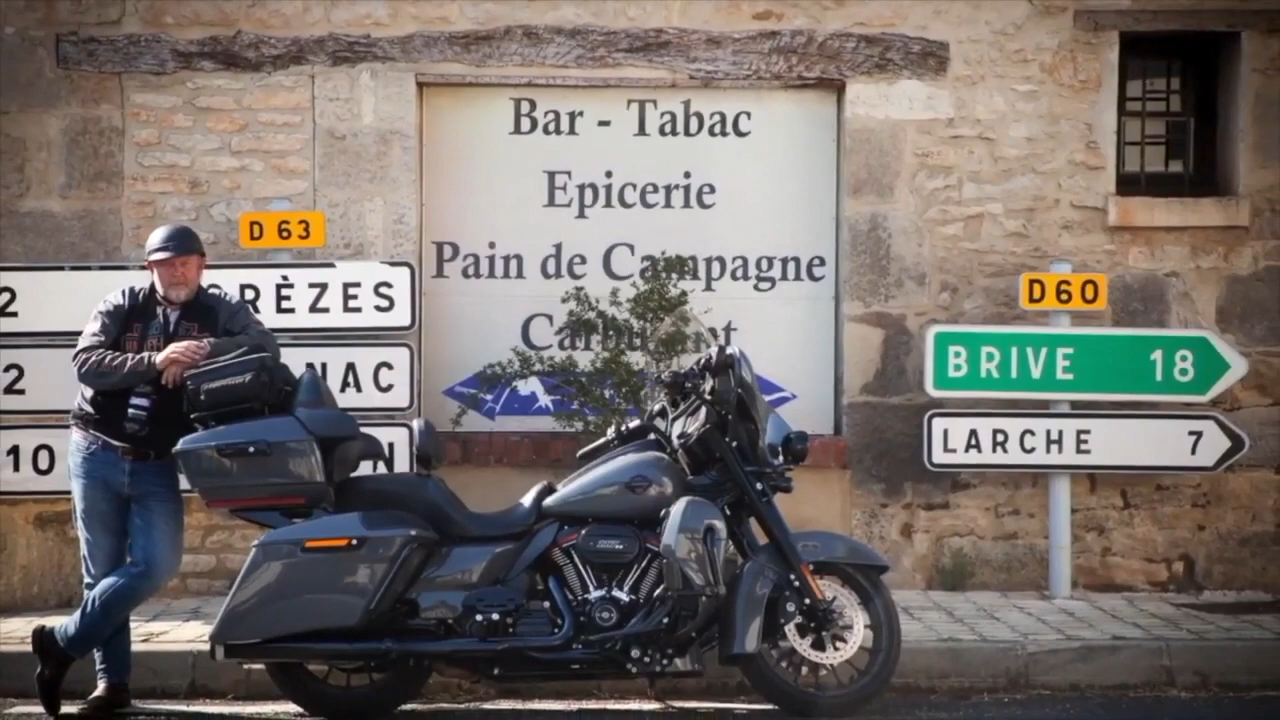 Bar - Tabac
Epicerie
Pain de Campagne
D 63
2
RÈZES
2
NAC
10
N
D60
BRIVE 18
LARCHE 7